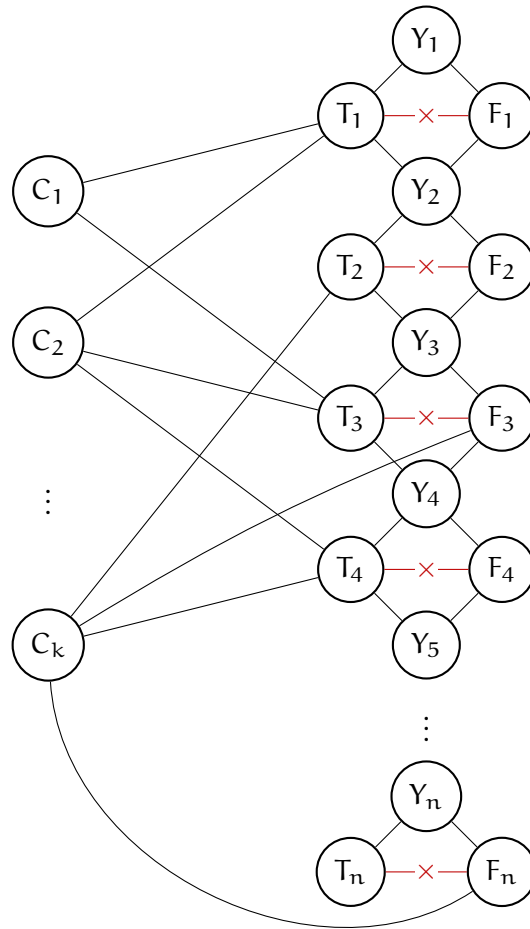 Y₁
T₁ × F₁
C₁ Y₂
T₂ × F₂
C₂ Y₃
T₃ × F₃
⋮ Y₄
T₄ × F₄
Cₖ Y₅
⋮
Yₙ
Tₙ × Fₙ